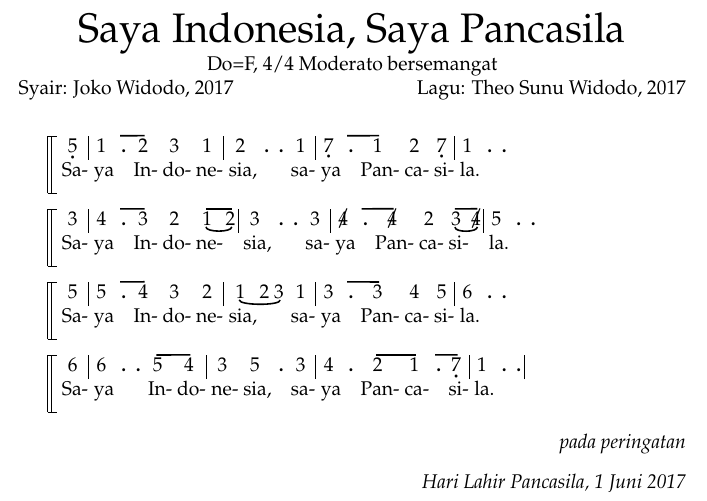 Saya Indonesia, Saya Pancasila
Do=F, 4/4 Moderato bersemangat
Syair: Joko Widodo, 2017 Lagu: Theo Sunu Widodo, 2017
5̣ | 1 . 2 3 1 | 2 . . 1 | 7̣ . 1 2 7̣ | 1 . .
Sa- ya In- do- ne- sia, sa- ya Pan- ca- si- la.
3 | 4 . 3 2 1 2 | 3 . . 3 | 4̸ . 4̸ 2 3 4̸ | 5 . .
Sa- ya In- do- ne- sia, sa- ya Pan- ca- si- la.
5 | 5 . 4 3 2 | 1 2 3 1 | 3 . 3 4 5 | 6 . .
Sa- ya In- do- ne- sia, sa- ya Pan- ca- si- la.
6 | 6 . . 5 4 | 3 5 . 3 | 4 . 2 1 . 7̣ | 1 . . |
Sa- ya In- do- ne- sia, sa- ya Pan- ca- si- la.
pada peringatan
Hari Lahir Pancasila, 1 Juni 2017